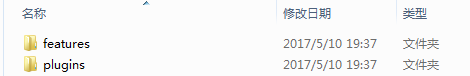 名称 修改日期 类型
features 2017/5/10 19:37 文件夹
plugins 2017/5/10 19:37 文件夹